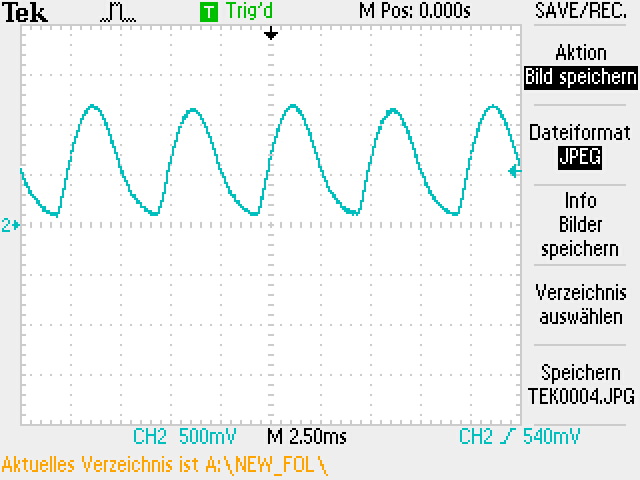 Tek T Trig'd M Pos: 0.000s SAVE/REC.
Aktion
Bild speichern
Dateiformat
JPEG
Info
Bilder
speichern
2
Verzeichnis
auswählen
Speichern
TEK0004.JPG
CH2 500mV M 2.50ms CH2 540mV
Aktuelles Verzeichnis ist A:\NEW_FOL\